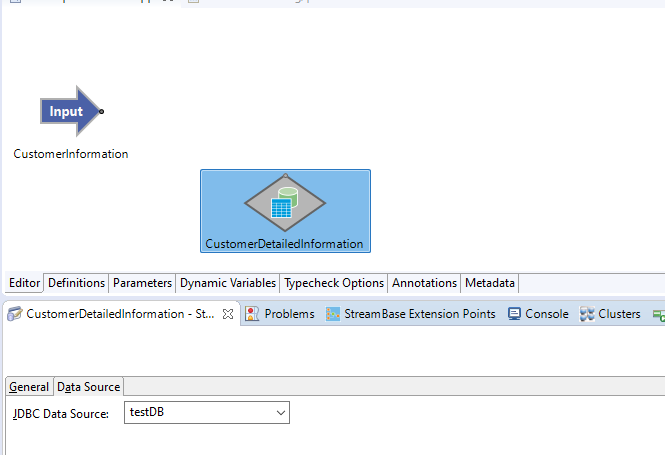 Input
CustomerInformation
CustomerDetailedInformation
Editor Definitions Parameters Dynamic Variables Typecheck Options Annotations Metadata
CustomerDetailedInformation - St... Problems StreamBase Extension Points Console Clusters
General Data Source
JDBC Data Source: testDB